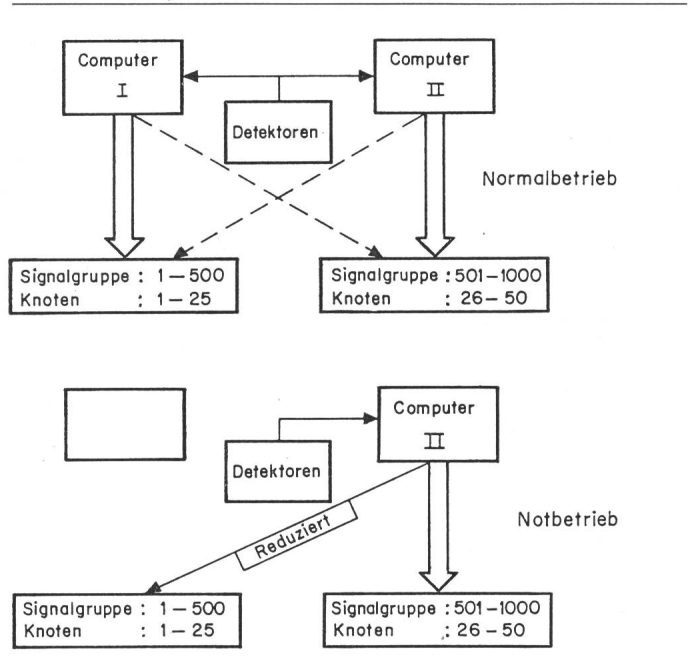 Computer
I
Computer
II
Detektoren
Normalbetrieb
Signalgruppe : 1 – 500
Knoten : 1 – 25
Signalgruppe : 501 – 1000
Knoten : 26 – 50
Computer
II
Detektoren
Notbetrieb
Reduziert
Signalgruppe : 1 – 500
Knoten : 1 – 25
Signalgruppe : 501 – 1000
Knoten : 26 – 50